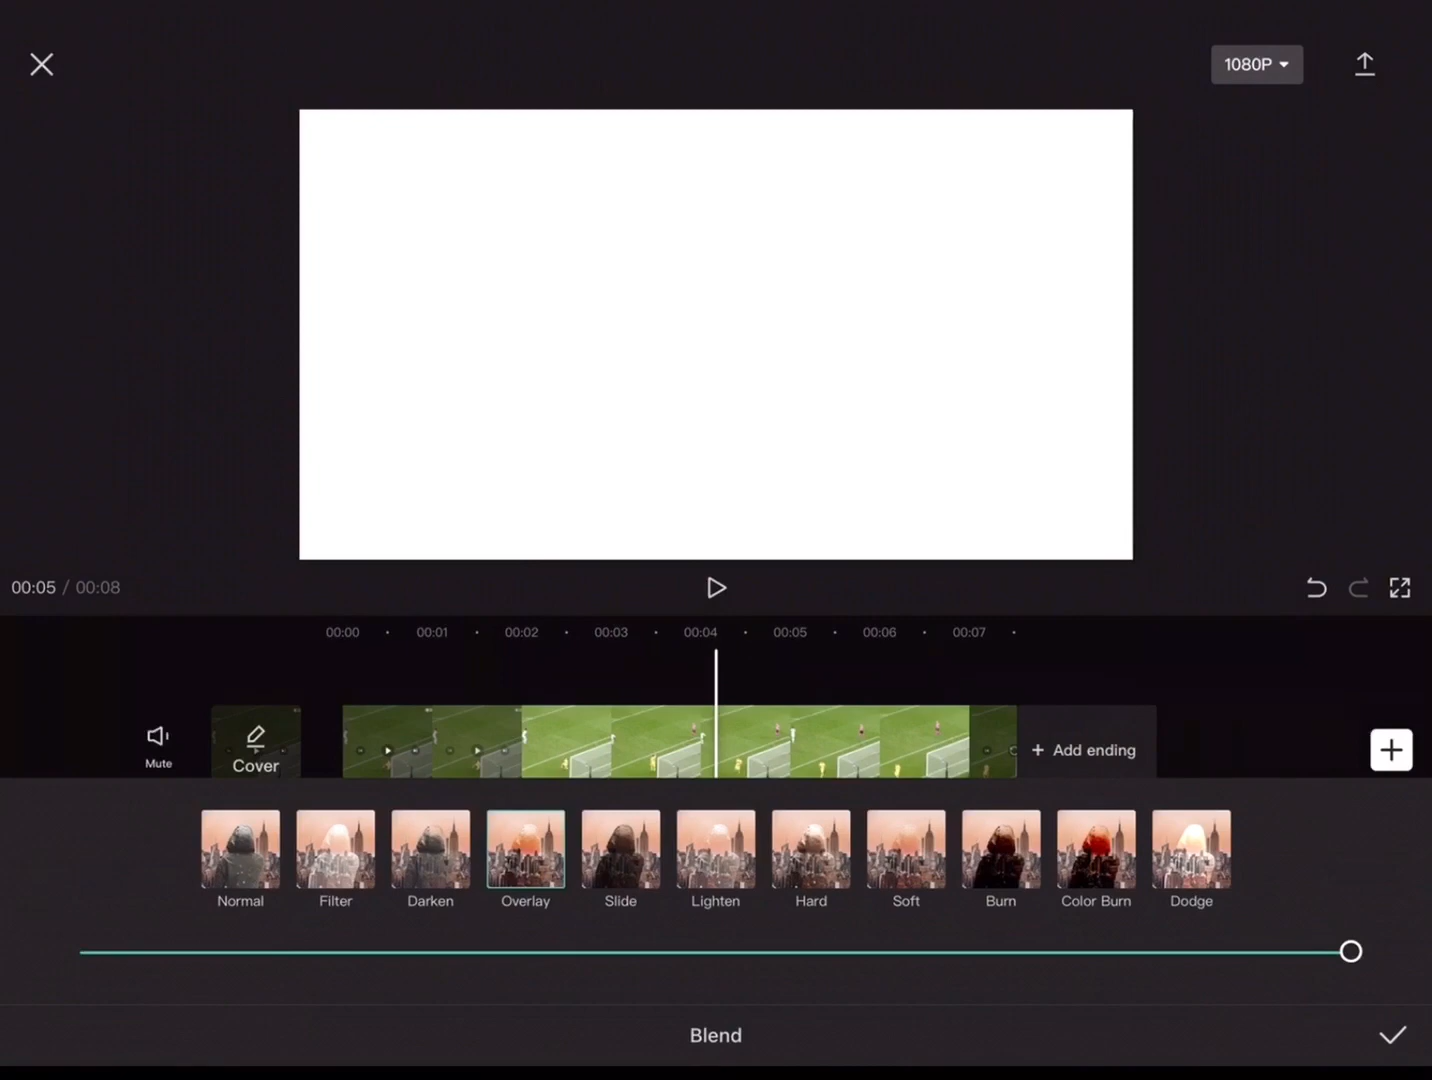 1080P
00:05 / 00:08
00:00 00:01 00:02 00:03 00:04 00:05 00:06 00:07
Mute
Cover
+ Add ending
Normal Filter Darken Overlay Slide Lighten Hard Soft Burn Color Burn Dodge
Blend